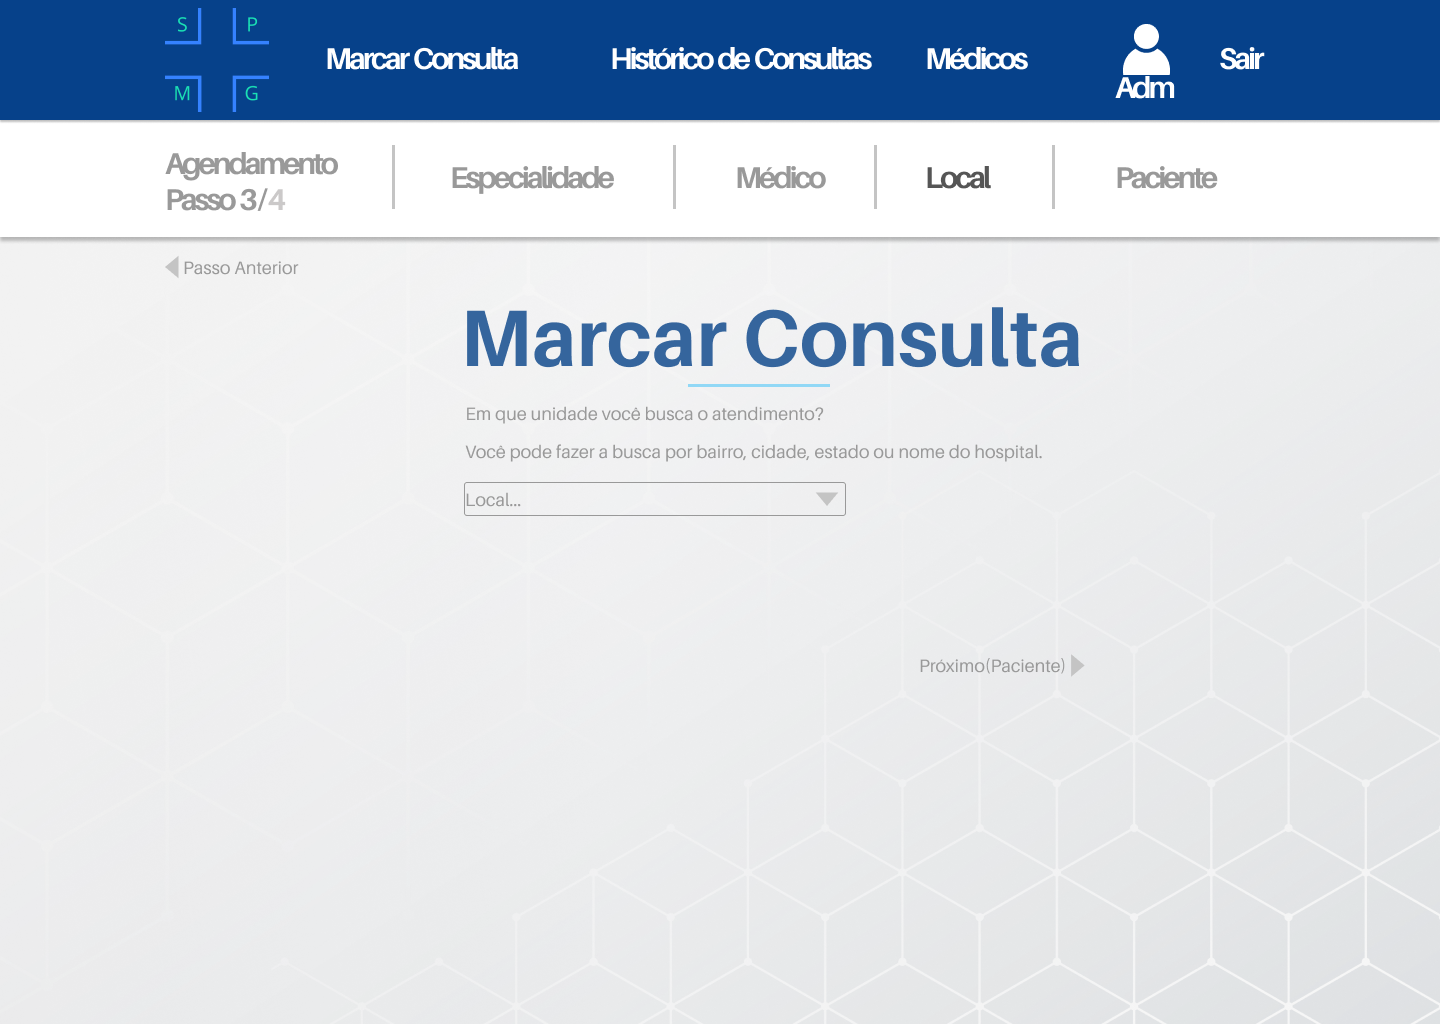 S P
M G
Marcar Consulta
Histórico de Consultas
Médicos
Adm
Sair
Agendamento
Passo 3/4
Especialidade
Médico
Local
Paciente
Passo Anterior
Marcar Consulta
Em que unidade você busca o atendimento?
Você pode fazer a busca por bairro, cidade, estado ou nome do hospital.
Local...
Próximo(Paciente)